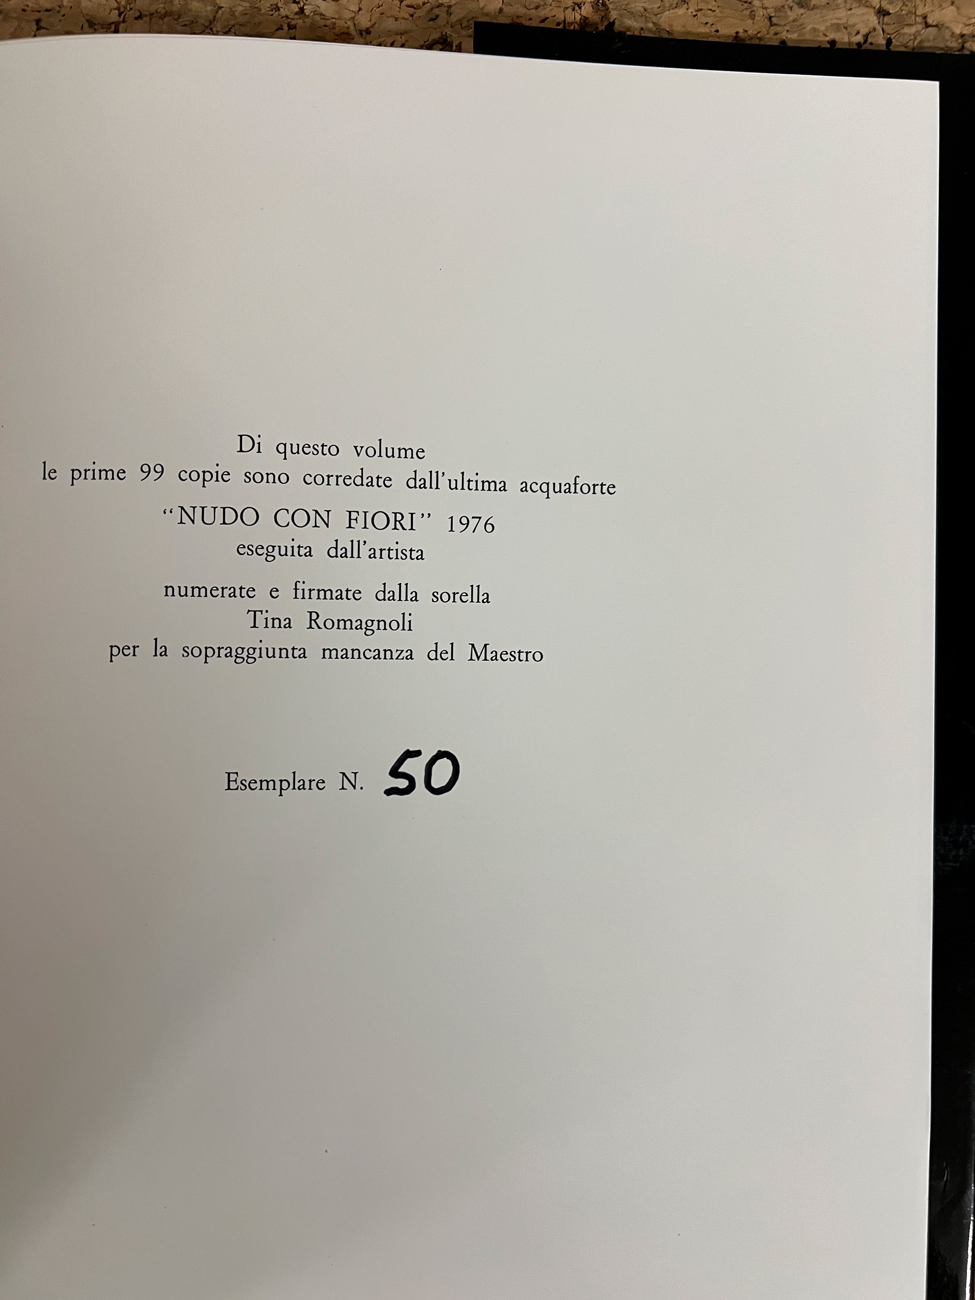 Di questo volume
le prime 99 copie sono corredate dall'ultima acquaforte
“NUDO CON FIORI” 1976
eseguita dall'artista
numerate e firmate dalla sorella
Tina Romagnoli
per la sopraggiunta mancanza del Maestro
Esemplare N. 50